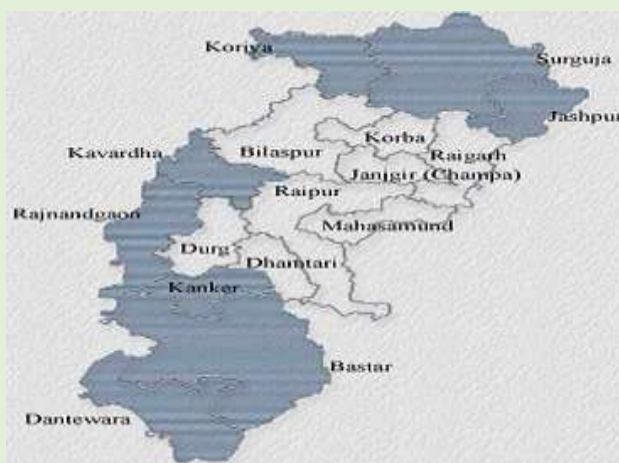 Koriya
Surguja
Jashpur
Korba
Bilaspur
Raigarh
Kavardha
Janjgir (Champa)
Raipur
Rajnandgaon
Mahasamund
Durg
Dhamtari
Kanker
Bastar
Dantewara